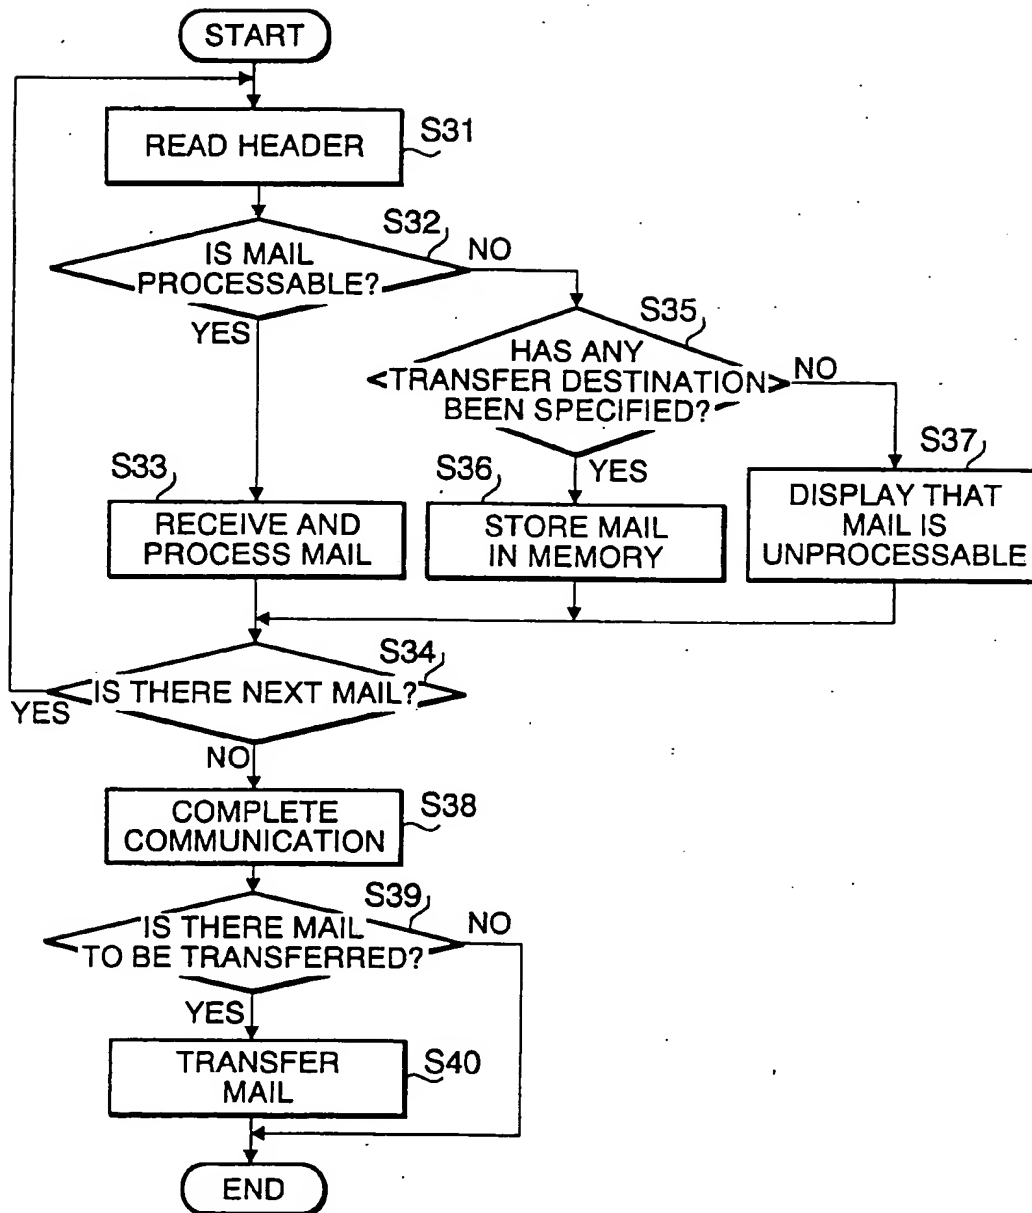 START
READ HEADER
S31
S32
IS MAIL
PROCESSABLE?
NO
YES
S35
HAS ANY
TRANSFER DESTINATION
BEEN SPECIFIED?
NO
YES
S33
RECEIVE AND
PROCESS MAIL
S36
STORE MAIL
IN MEMORY
S37
DISPLAY THAT
MAIL IS
UNPROCESSABLE
S34
IS THERE NEXT MAIL?
YES
NO
COMPLETE
COMMUNICATION
S38
S39
IS THERE MAIL
TO BE TRANSFERRED?
NO
YES
TRANSFER
MAIL
S40
END